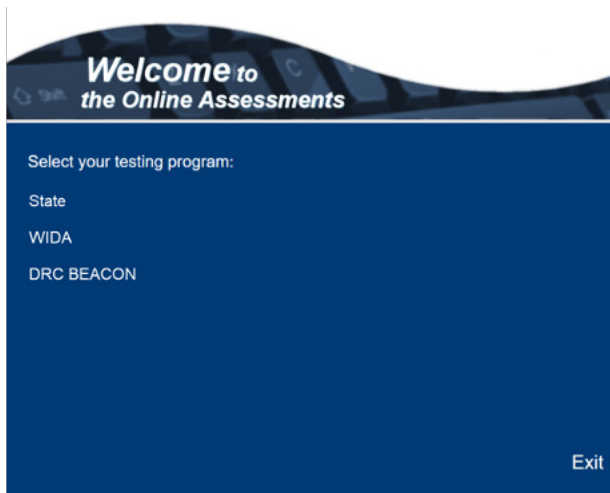 Welcome to
the Online Assessments
Select your testing program:
State
WIDA
DRC BEACON
Exit